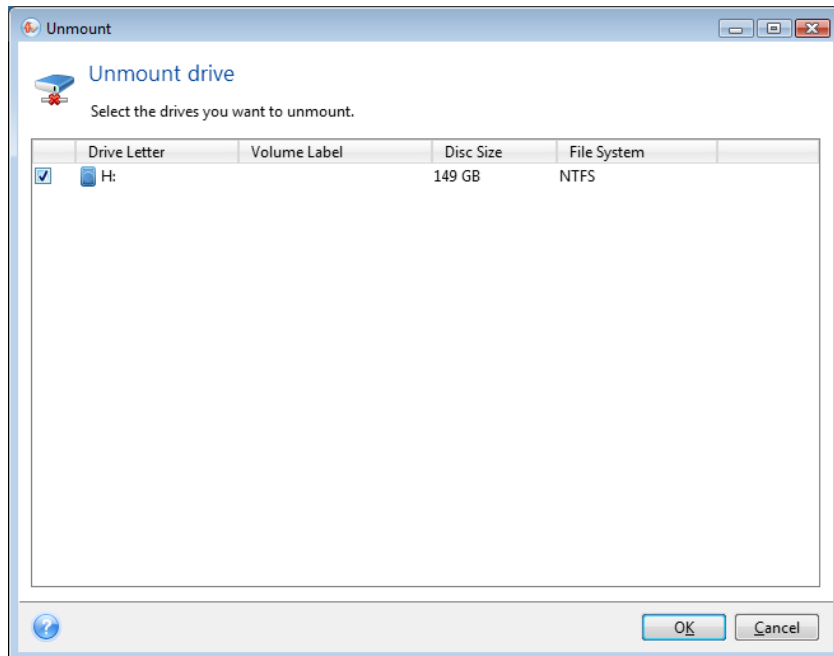 Unmount
Unmount drive
Select the drives you want to unmount.
Drive Letter Volume Label Disc Size File System
H: 149 GB NTFS
?
OK Cancel